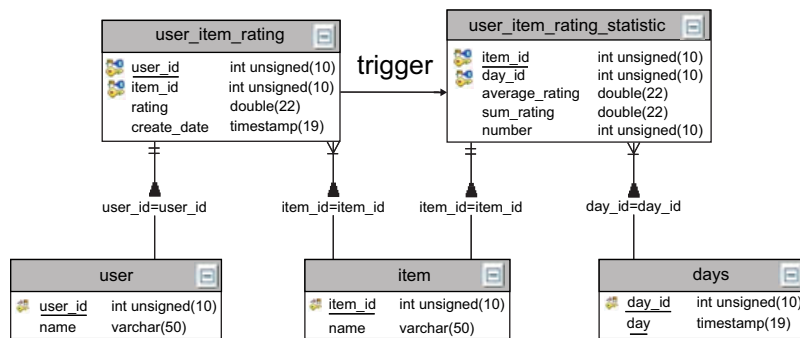 user_item_rating
user_id int unsigned(10)
item_id int unsigned(10)
rating double(22)
create_date timestamp(19)
trigger
user_item_rating_statistic
item_id int unsigned(10)
day_id int unsigned(10)
average_rating double(22)
sum_rating double(22)
number int unsigned(10)
user_id=user_id
item_id=item_id
item_id=item_id
day_id=day_id
user
user_id int unsigned(10)
name varchar(50)
item
item_id int unsigned(10)
name varchar(50)
days
day_id int unsigned(10)
day timestamp(19)